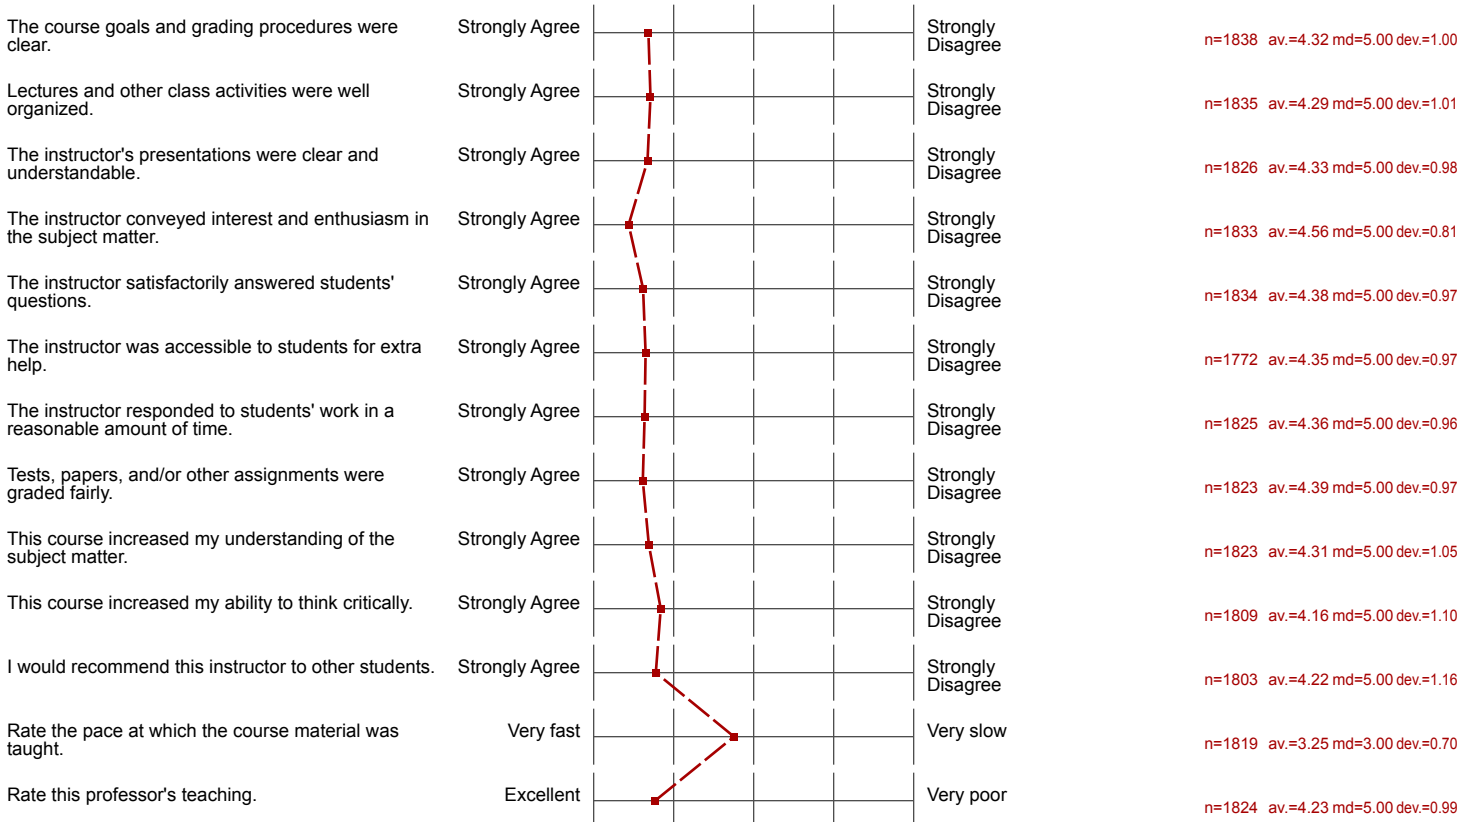 The course goals and grading procedures were
clear.
Strongly Agree
Strongly
Disagree
n=1838 av.=4.32 md=5.00 dev.=1.00
Lectures and other class activities were well
organized.
Strongly Agree
Strongly
Disagree
n=1835 av.=4.29 md=5.00 dev.=1.01
The instructor's presentations were clear and
understandable.
Strongly Agree
Strongly
Disagree
n=1826 av.=4.33 md=5.00 dev.=0.98
The instructor conveyed interest and enthusiasm in
the subject matter.
Strongly Agree
Strongly
Disagree
n=1833 av.=4.56 md=5.00 dev.=0.81
The instructor satisfactorily answered students'
questions.
Strongly Agree
Strongly
Disagree
n=1834 av.=4.38 md=5.00 dev.=0.97
The instructor was accessible to students for extra
help.
Strongly Agree
Strongly
Disagree
n=1772 av.=4.35 md=5.00 dev.=0.97
The instructor responded to students' work in a
reasonable amount of time.
Strongly Agree
Strongly
Disagree
n=1825 av.=4.36 md=5.00 dev.=0.96
Tests, papers, and/or other assignments were
graded fairly.
Strongly Agree
Strongly
Disagree
n=1823 av.=4.39 md=5.00 dev.=0.97
This course increased my understanding of the
subject matter.
Strongly Agree
Strongly
Disagree
n=1823 av.=4.31 md=5.00 dev.=1.05
This course increased my ability to think critically.
Strongly Agree
Strongly
Disagree
n=1809 av.=4.16 md=5.00 dev.=1.10
I would recommend this instructor to other students.
Strongly Agree
Strongly
Disagree
n=1803 av.=4.22 md=5.00 dev.=1.16
Rate the pace at which the course material was
taught.
Very fast
Very slow
n=1819 av.=3.25 md=3.00 dev.=0.70
Rate this professor's teaching.
Excellent
Very poor
n=1824 av.=4.23 md=5.00 dev.=0.99